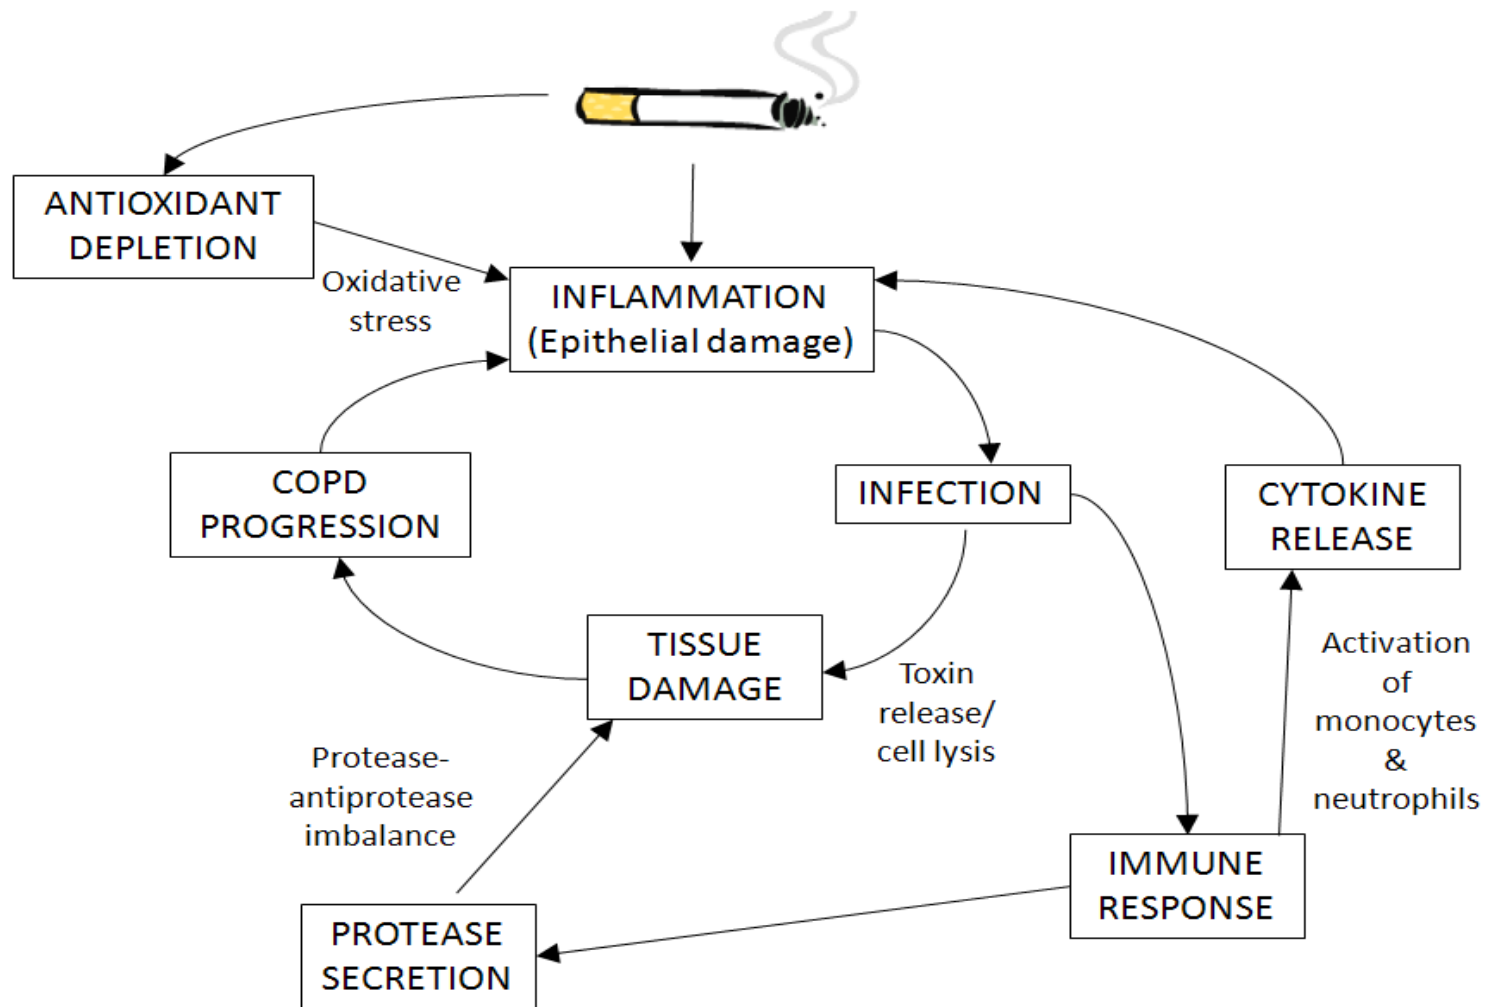 ANTIOXIDANT
DEPLETION
Oxidative
stress
INFLAMMATION
(Epithelial damage)
COPD
PROGRESSION
INFECTION
CYTOKINE
RELEASE
TISSUE
DAMAGE
Toxin
release/
cell lysis
Activation
of
monocytes
&
neutrophils
Protease-
antiprotease
imbalance
IMMUNE
RESPONSE
PROTEASE
SECRETION